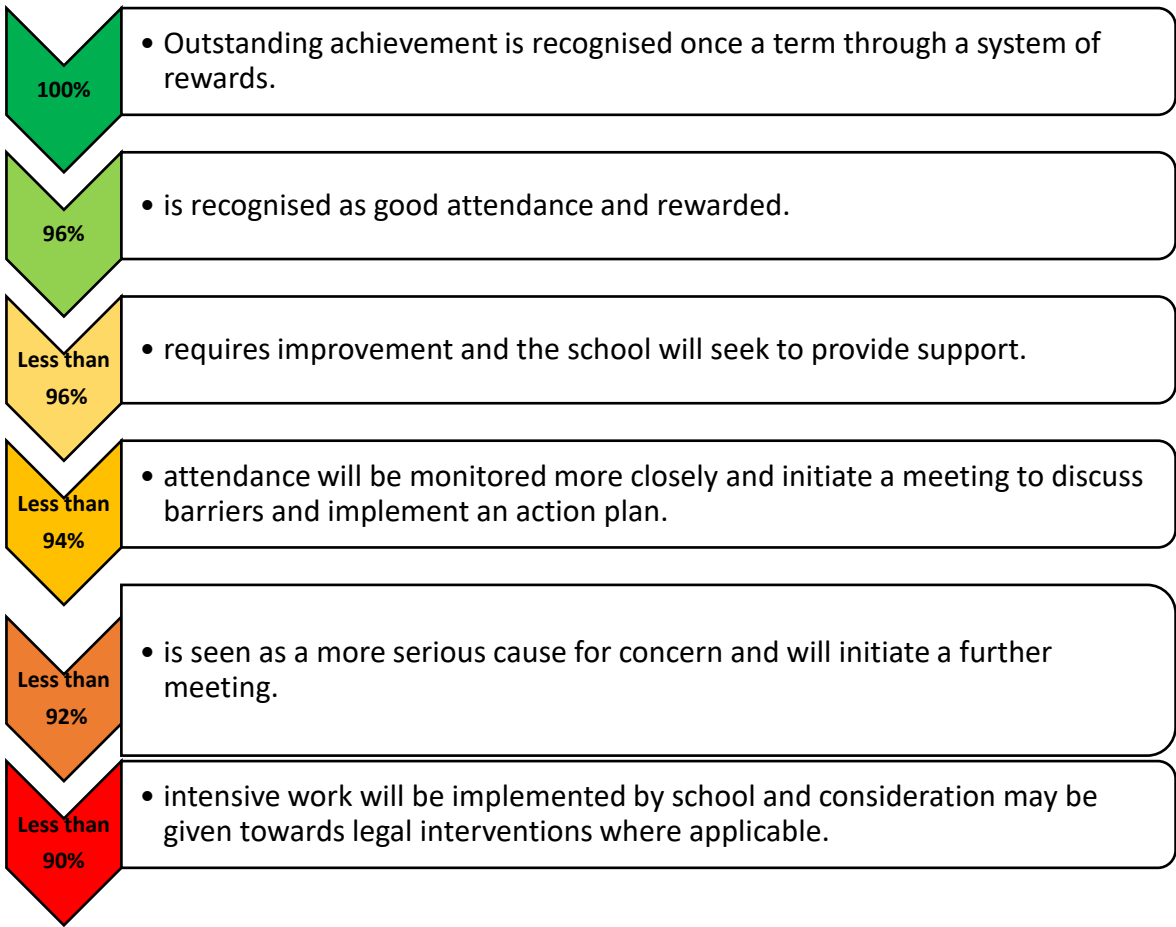 100%
• Outstanding achievement is recognised once a term through a system of
rewards.
96%
• is recognised as good attendance and rewarded.
Less than
96%
• requires improvement and the school will seek to provide support.
Less than
94%
• attendance will be monitored more closely and initiate a meeting to discuss
barriers and implement an action plan.
Less than
92%
• is seen as a more serious cause for concern and will initiate a further
meeting.
Less than
90%
• intensive work will be implemented by school and consideration may be
given towards legal interventions where applicable.